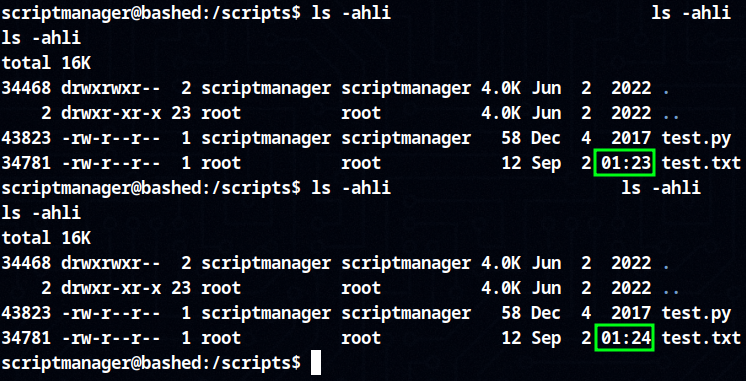 scriptmanager@bashed:/scripts$ ls -ahli                          ls -ahli
ls -ahli
total 16K
34468 drwxrwxr--  2 scriptmanager scriptmanager 4.0K Jun  2  2022 .
    2 drwxr-xr-x 23 root          root          4.0K Jun  2  2022 ..
43823 -rw-r--r--  1 scriptmanager scriptmanager   58 Dec  4  2017 test.py
34781 -rw-r--r--  1 root          root            12 Sep  2 01:23 test.txt
scriptmanager@bashed:/scripts$ ls -ahli                       ls -ahli
ls -ahli
total 16K
34468 drwxrwxr--  2 scriptmanager scriptmanager 4.0K Jun  2  2022 .
    2 drwxr-xr-x 23 root          root          4.0K Jun  2  2022 ..
43823 -rw-r--r--  1 scriptmanager scriptmanager   58 Dec  4  2017 test.py
34781 -rw-r--r--  1 root          root            12 Sep  2 01:24 test.txt
scriptmanager@bashed:/scripts$